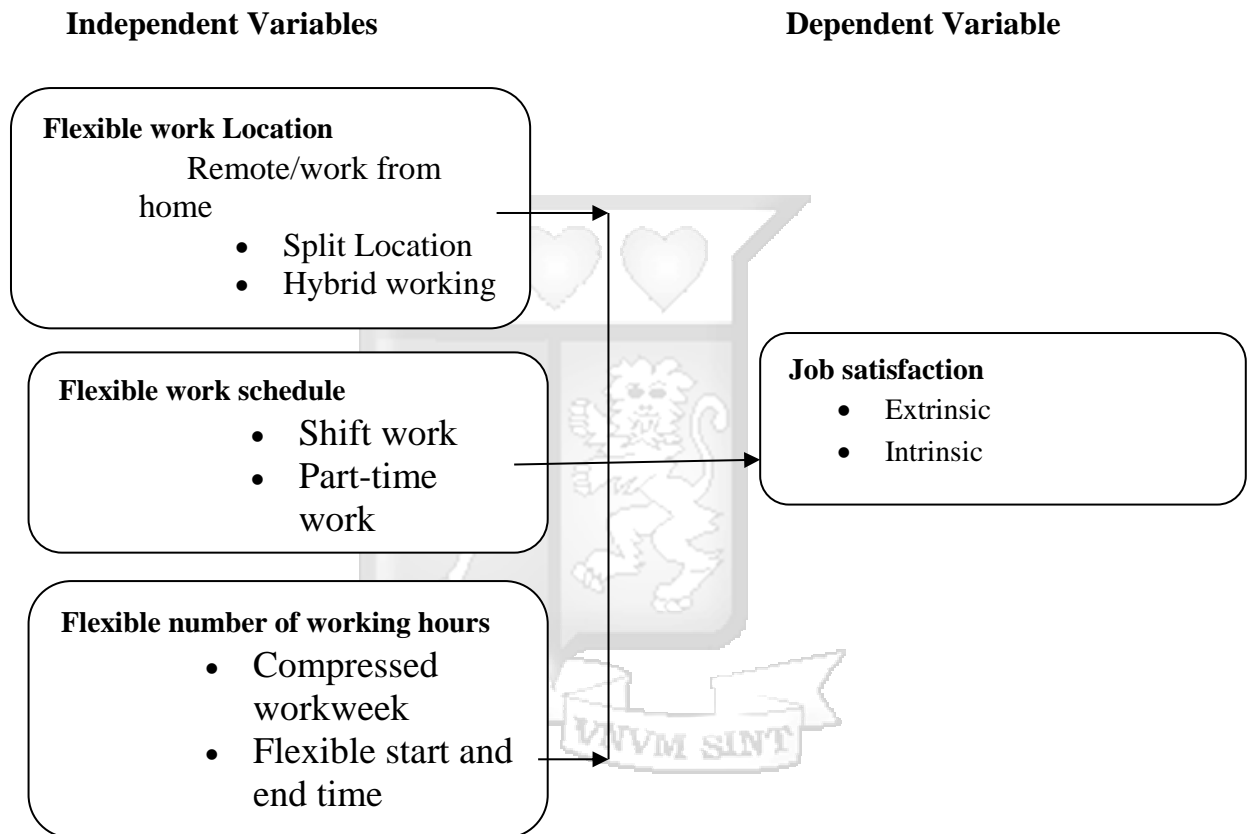 Independent Variables
Dependent Variable
Flexible work Location
Remote/work from
home
• Split Location
• Hybrid working
Flexible work schedule
• Shift work
• Part-time
work
Job satisfaction
• Extrinsic
• Intrinsic
Flexible number of working hours
• Compressed
workweek
• Flexible start and
end time
VNVM SINT